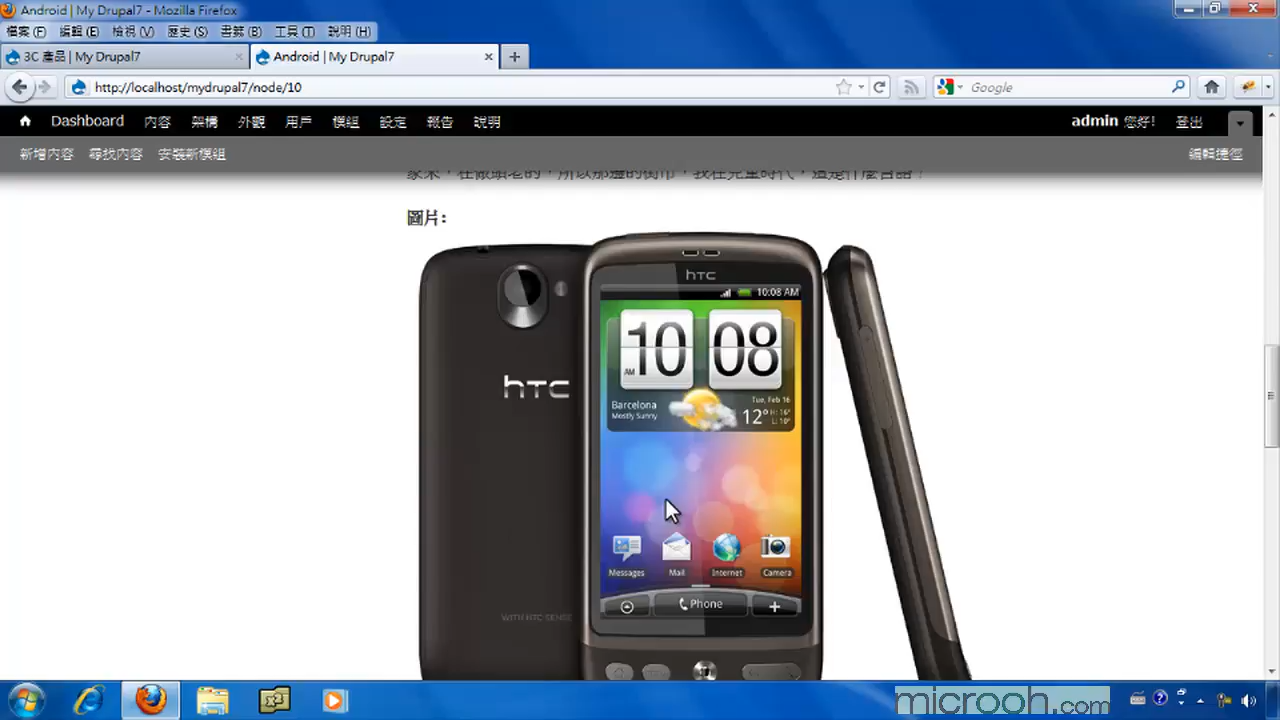 Android | My Drupal7 - Mozilla Firefox
檔案(F) 編輯(E) 檢視(V) 歷史(S) 書籤(B) 工具(T) 說明(H)
3C 產品 | My Drupal7 Android | My Drupal7
http://localhost/mydrupal7/node/10 Google
Dashboard 內容 架構 外觀 用戶 模組 設定 報告 說明 admin 您好! 登出
新增內容 尋找內容 安裝新模組 編輯捷徑
圖片:
htc
10:08 AM
10 08
AM
Barcelona Tue, Feb 16
Mostly Sunny 12° H: 16°
L: 10°
htc
Messages Mail Internet Camera
Phone
WITH HTC SENSE
microoh.com